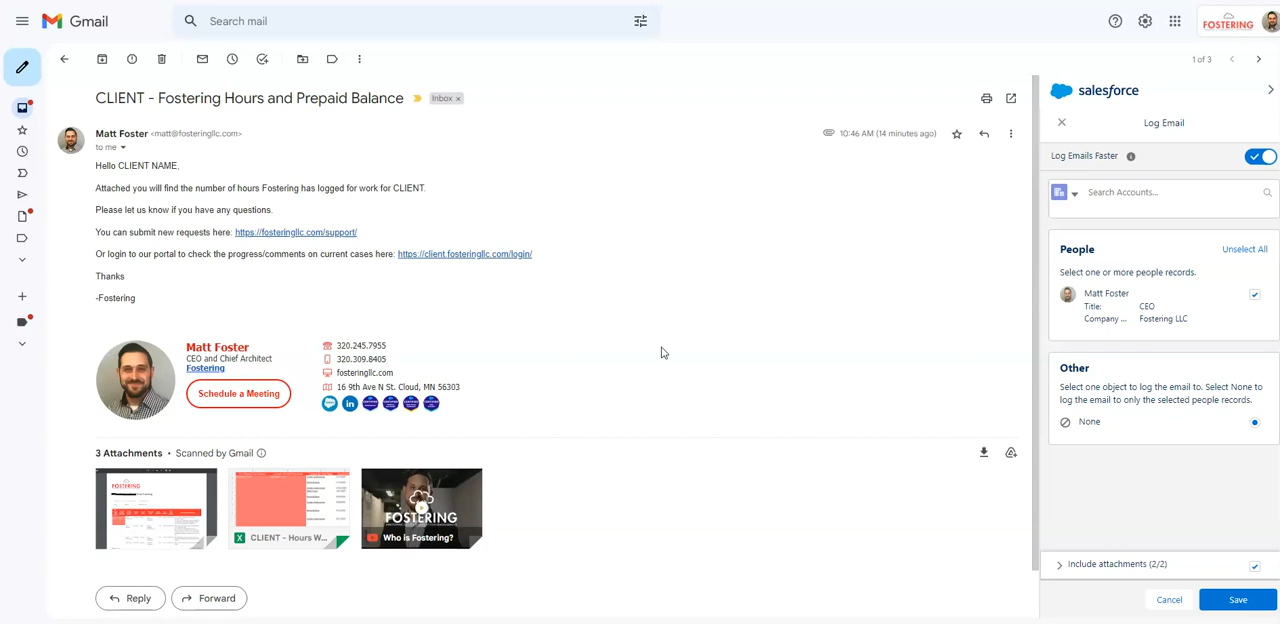 Gmail
Search mail
FOSTERING
1 of 3
CLIENT - Fostering Hours and Prepaid Balance
Inbox ×
Matt Foster <matt@fosteringllc.com>
10:46 AM (14 minutes ago)
to me
Hello CLIENT NAME,
Attached you will find the number of hours Fostering has logged for work for CLIENT.
Please let us know if you have any questions.
You can submit new requests here: https://fosteringllc.com/support/
Or login to our portal to check the progress/comments on current cases here: https://client.fosteringllc.com/login/
Thanks
-Fostering
Matt Foster
CEO and Chief Architect
Fostering
Schedule a Meeting
320.245.7955
320.309.8405
fosteringllc.com
16 9th Ave N St. Cloud, MN 56303
3 Attachments • Scanned by Gmail
FOSTERING
CLIENT - Hours W...
FOSTERING
Who is Fostering?
Reply
Forward
salesforce
Log Email
Log Emails Faster
Search Accounts...
People
Unselect All
Select one or more people records.
Matt Foster
Title: CEO
Company ... Fostering LLC
Other
Select one object to log the email to. Select None to
log the email to only the selected people records.
None
Include attachments (2/2)
Cancel
Save